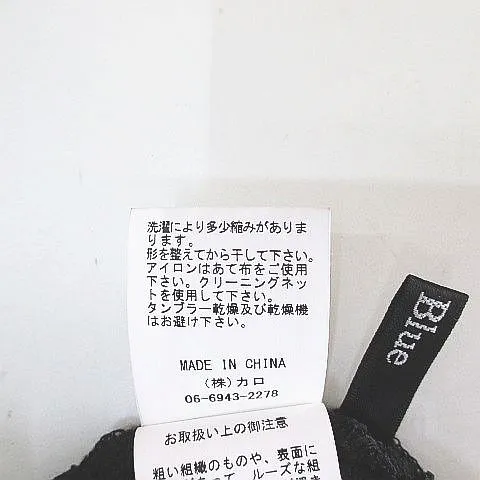 洗濯により多少縮みがありま
ります。
形を整えてから干して下さい。
アイロンはあて布をご使用
下さい。クリーニングネッ
トを使用して下さい。
タンブラー乾燥及び乾燥機
はお避け下さい。
MADE IN CHINA
(株)カロ
06-6943-2278
お取扱い上の御注意
粗い組織のものや、表面に
ルーズな組
Blue